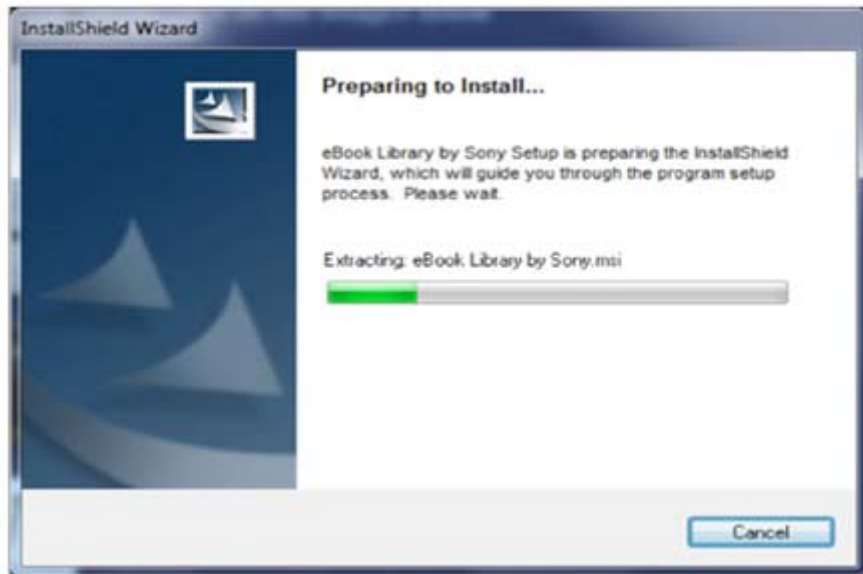 InstallShield Wizard
Preparing to Install...
eBook Library by Sony Setup is preparing the InstallShield
Wizard, which will guide you through the program setup
process. Please wait.
Extracting: eBook Library by Sony.msi
Cancel